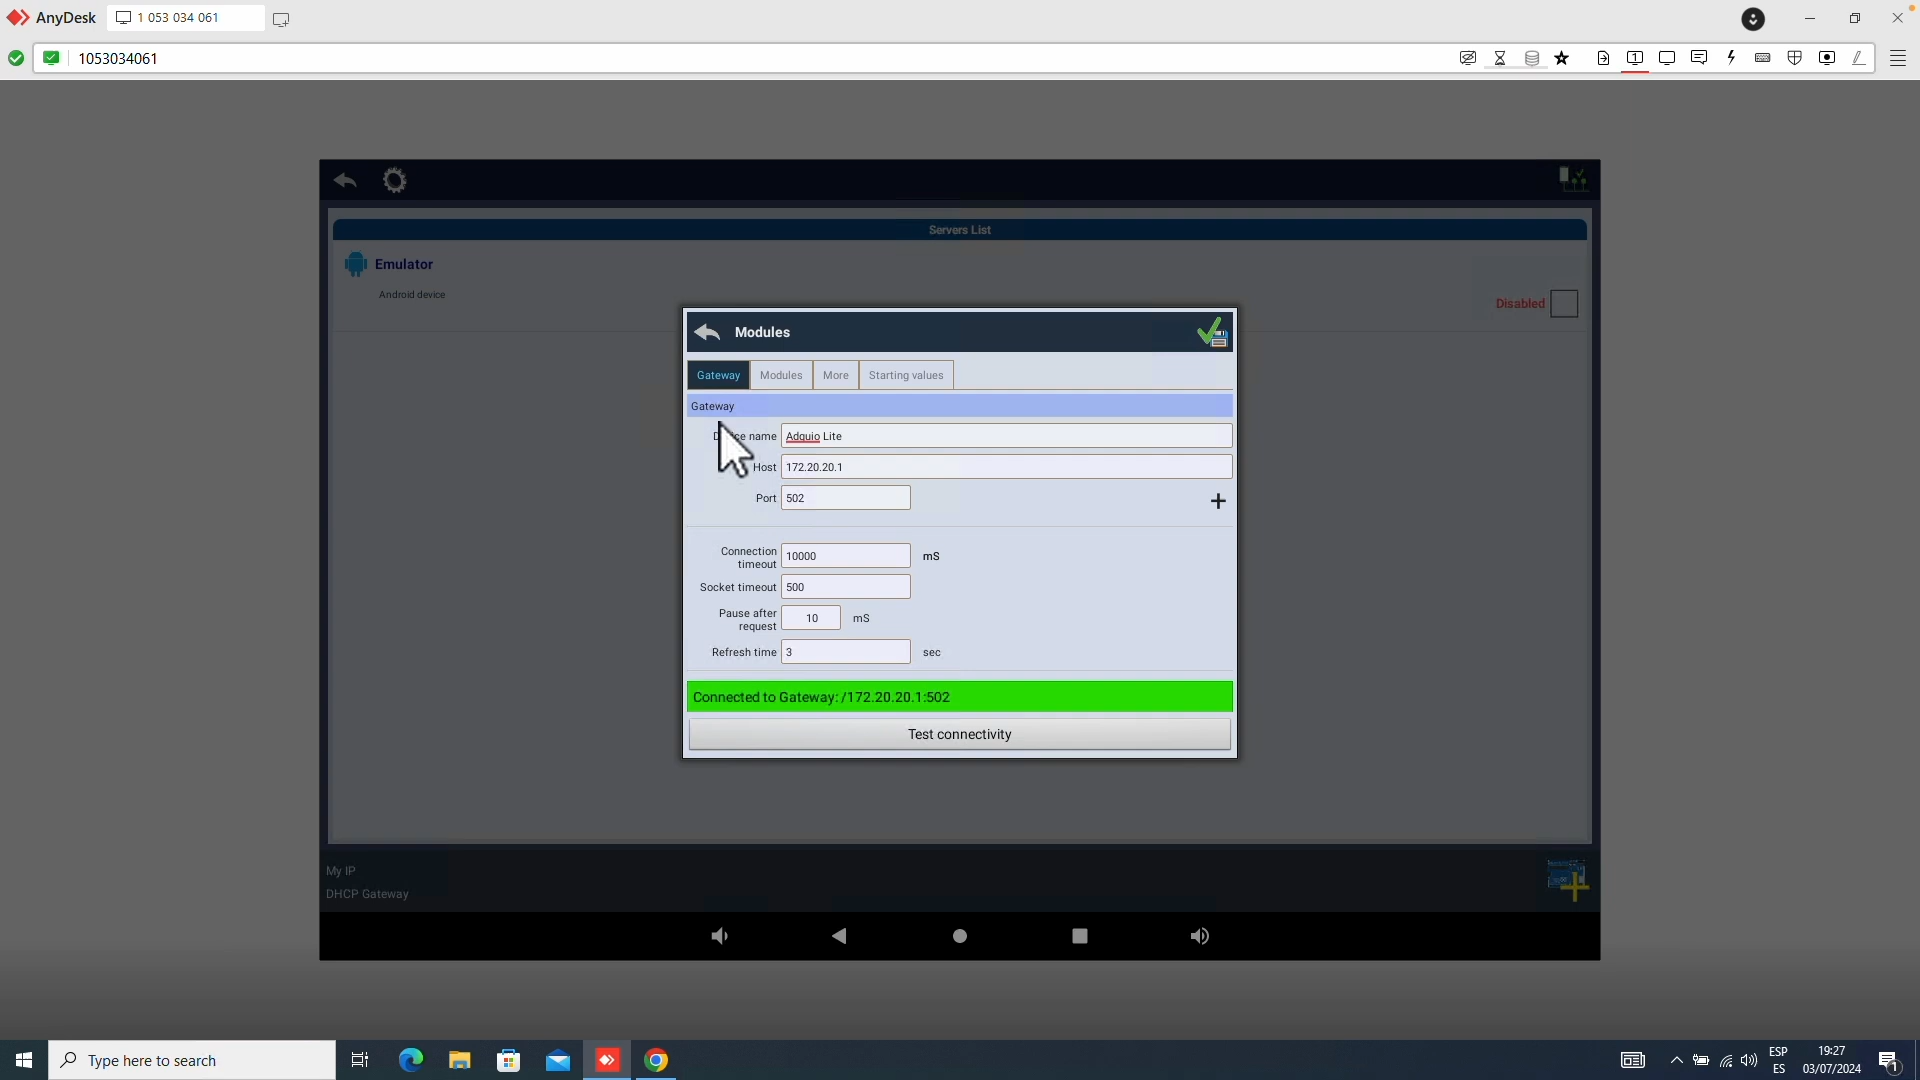 AnyDesk
1 053 034 061
1053034061
1
Servers List
Emulator
Android device
Disabled
Modules
Gateway
Modules
More
Starting values
Gateway
name
Adquio Lite
Host
172.20.20.1
Port
502
+
Connection
timeout
10000
mS
Socket timeout
500
Pause after
request
10
mS
Refresh time
3
sec
Connected to Gateway: /172.20.20.1:502
Test connectivity
My IP
DHCP Gateway
Type here to search
ESP
ES
19:27
03/07/2024
1